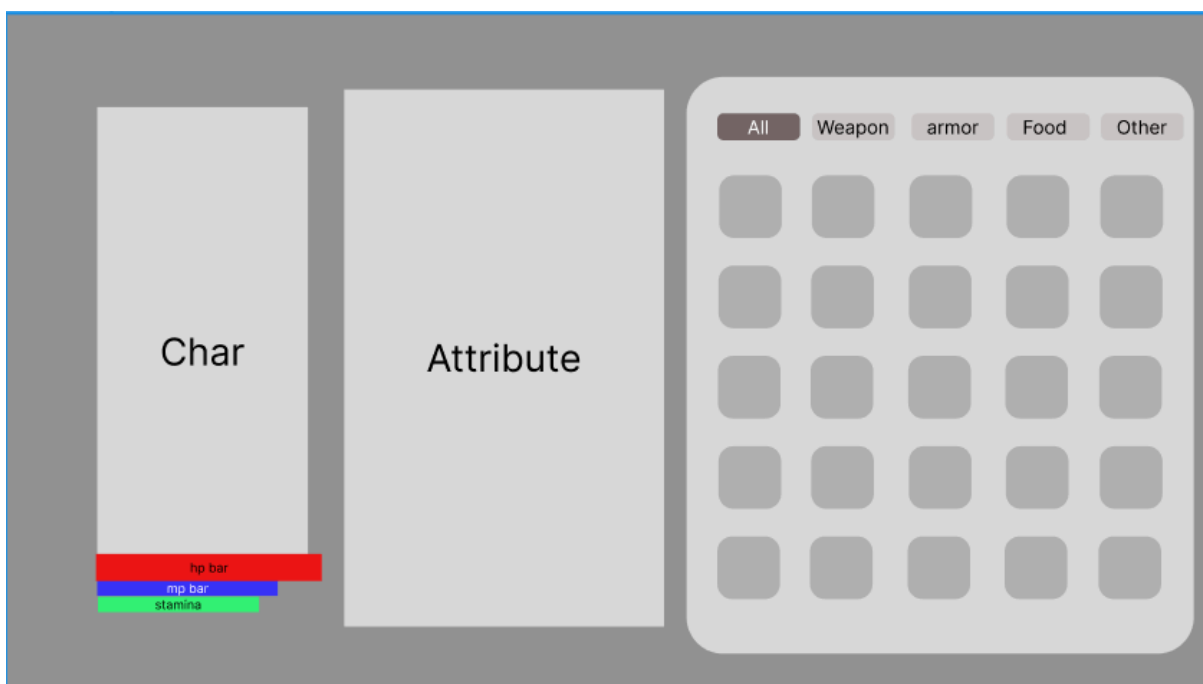 All
Weapon
armor
Food
Other
Char
Attribute
hp bar
mp bar
stamina